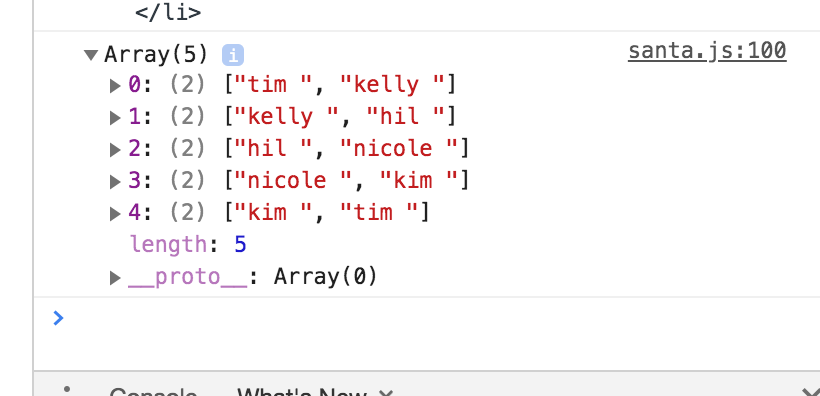 </li>
Array(5) i santa.js:100
0: (2) ["tim ", "kelly "]
1: (2) ["kelly ", "hil "]
2: (2) ["hil ", "nicole "]
3: (2) ["nicole ", "kim "]
4: (2) ["kim ", "tim "]
length: 5
__proto__: Array(0)
Console What's New